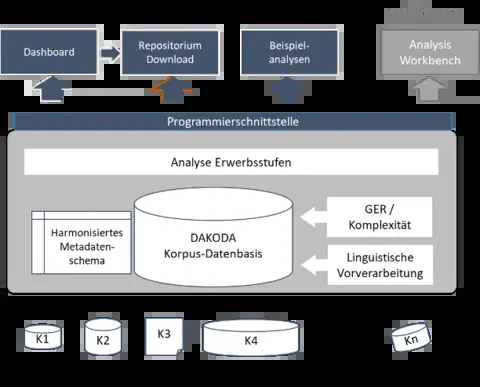 Dashboard
Repositorium
Download
Beispiel-
analysen
Analysis
Workbench
Programmierschnittstelle
Analyse Erwerbsstufen
Harmonisiertes
Metadaten-
schema
DAKODA
Korpus-Datenbasis
GER /
Komplexität
Linguistische
Vorverarbeitung
K1
K2
K3
K4
Kn